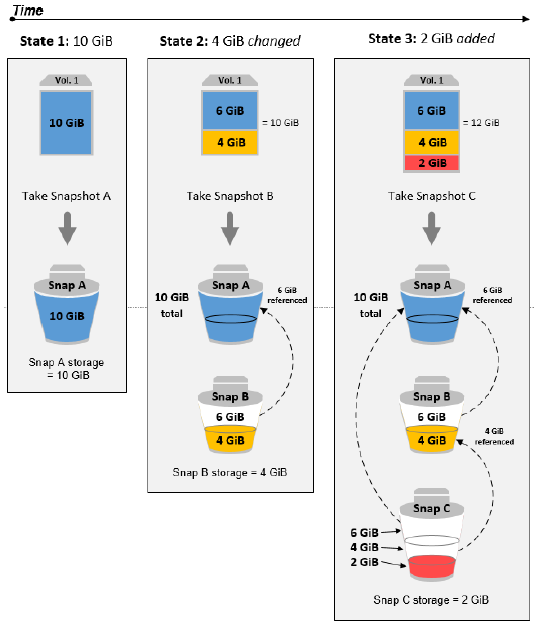 Time
State 1: 10 GiB
State 2: 4 GiB changed
State 3: 2 GiB added
Vol. 1
10 GiB
Take Snapshot A
Snap A
10 GiB
Snap A storage
= 10 GiB
Vol. 1
6 GiB
= 10 GiB
4 GiB
Take Snapshot B
10 GiB
total
Snap A
6 GiB
referenced
Snap B
6 GiB
4 GiB
Snap B storage = 4 GiB
Vol. 1
6 GiB
= 12 GiB
4 GiB
2 GiB
Take Snapshot C
10 GiB
total
Snap A
6 GiB
referenced
Snap B
6 GiB
4 GiB
4 GiB
referenced
Snap C
6 GiB
4 GiB
2 GiB
Snap C storage = 2 GiB